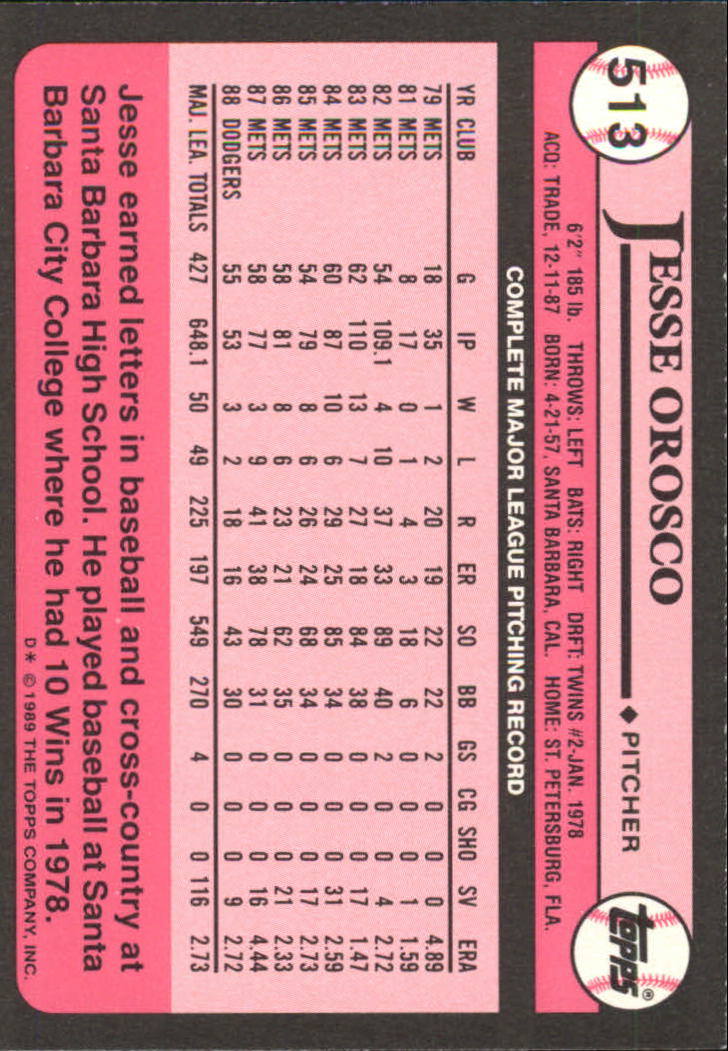 513
JESSE OROSCO ♦ PITCHER
TOPPS®
6'2" 185 lb. THROWS: LEFT BATS: RIGHT DRFT: TWINS #2-JAN. 1978
ACQ: TRADE, 12-11-87 BORN: 4-21-57, SANTA BARBARA, CAL. HOME: ST. PETERSBURG, FLA.
COMPLETE MAJOR LEAGUE PITCHING RECORD
YR CLUB G IP W L R ER SO BB GS CG SHO SV ERA
79 METS 18 35 1 2 20 19 22 22 2 0 0 0 4.89
81 METS 8 17 0 1 4 3 18 6 0 0 0 1 1.59
82 METS 54 109.1 4 10 37 33 89 40 2 0 0 4 2.72
83 METS 62 110 13 7 27 18 84 38 0 0 0 17 1.47
84 METS 60 87 10 6 29 25 85 34 0 0 0 31 2.59
85 METS 54 79 8 6 26 24 68 34 0 0 0 17 2.73
86 METS 58 81 8 6 23 21 62 35 0 0 0 21 2.33
87 METS 58 77 3 9 41 38 78 31 0 0 0 16 4.44
88 DODGERS 55 53 3 2 18 16 43 30 0 0 0 9 2.72
MAJ. LEA. TOTALS 427 648.1 50 49 225 197 549 270 4 0 0 116 2.73
Jesse earned letters in baseball and cross-country at
Santa Barbara High School. He played baseball at Santa
Barbara City College where he had 10 Wins in 1978.
D* © 1989 THE TOPPS COMPANY, INC.